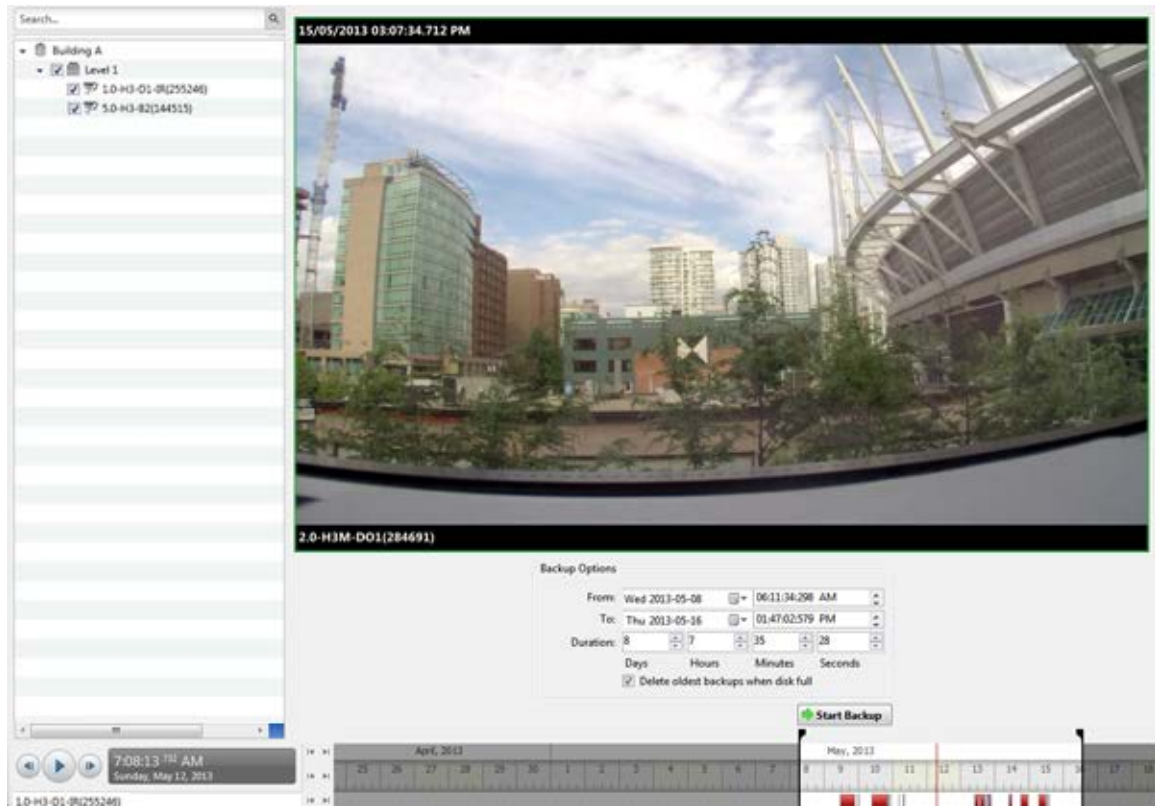 Search...
Building A
Level 1
1.0-H3-D1-IR(255246)
5.0-H3-B2(144515)
15/05/2013 03:07:34.712 PM
2.0-H3M-DO1(284691)
Backup Options
From: Wed 2013-05-08 06:11:34:298 AM
To: Thu 2013-05-16 01:47:02:579 PM
Duration: 8 7 35 28
Days Hours Minutes Seconds
Delete oldest backups when disk full
Start Backup
7:08:13 AM
Sunday, May 12, 2013
April, 2013 May, 2013
25 26 27 28 29 30 1 2 3 4 5 6 7 8 9 10 11 12 13 14 15 16 17 18
1.0-H3-D1-IR(255246)